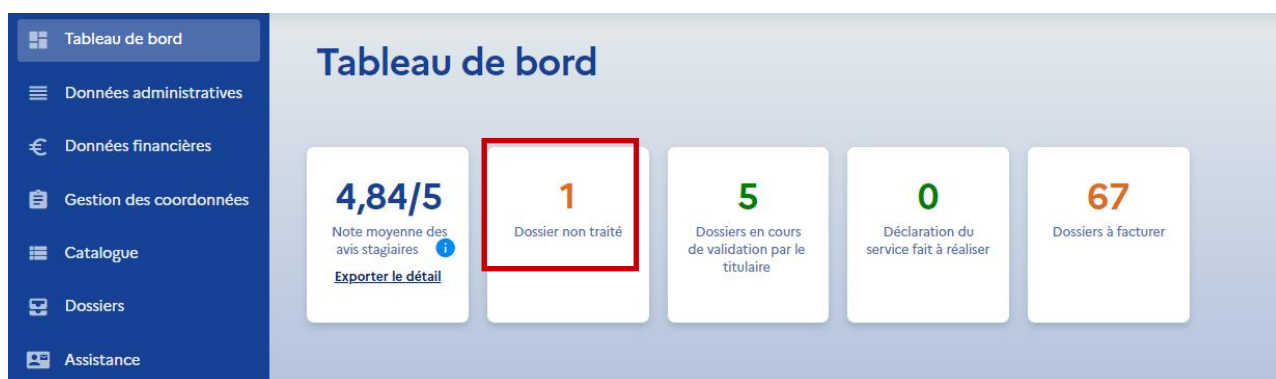 Tableau de bord
Données administratives
Données financières
Gestion des coordonnées
Catalogue
Dossiers
Assistance
Tableau de bord
4,84/5
Note moyenne des
avis stagiaires i
Exporter le détail
1
Dossier non traité
5
Dossiers en cours
de validation par le
titulaire
0
Déclaration du
service fait à réaliser
67
Dossiers à facturer